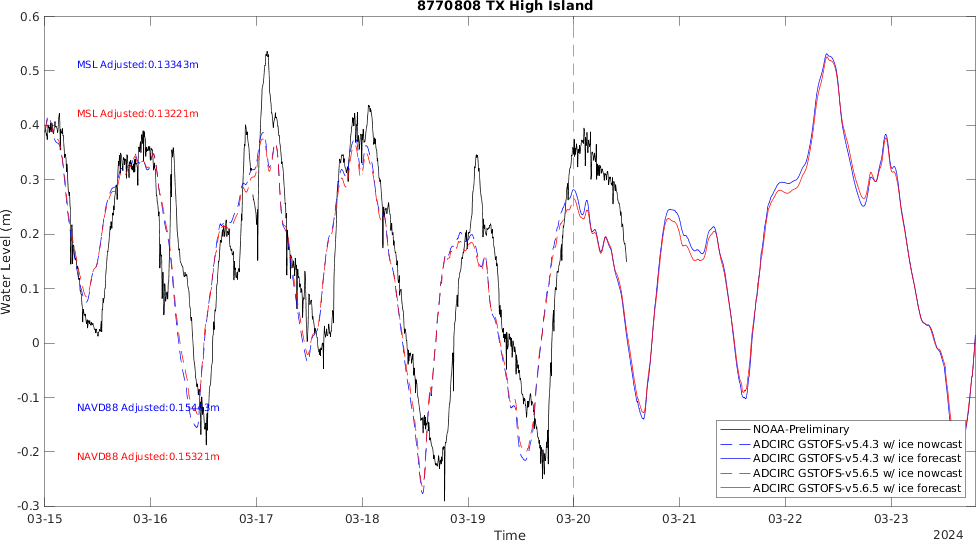 8770808 TX High Island
0.6
0.5
MSL Adjusted:0.13343m
MSL Adjusted:0.13221m
0.4
0.3
Water Level (m)
0.2
0.1
0
-0.1
NAVD88 Adjusted:
-0.2
NAVD88 Adjusted:0.15321m
-0.3
NOAA-Preliminary
ADCIRC GSTOFS-v5.4.3 w/ ice nowcast
ADCIRC GSTOFS-v5.4.3 w/ ice forecast
ADCIRC GSTOFS-v5.6.5 w/ ice nowcast
ADCIRC GSTOFS-v5.6.5 w/ ice forecast
03-15 03-16 03-17 03-18 03-19 03-20 03-21 03-22 03-23
Time
2024